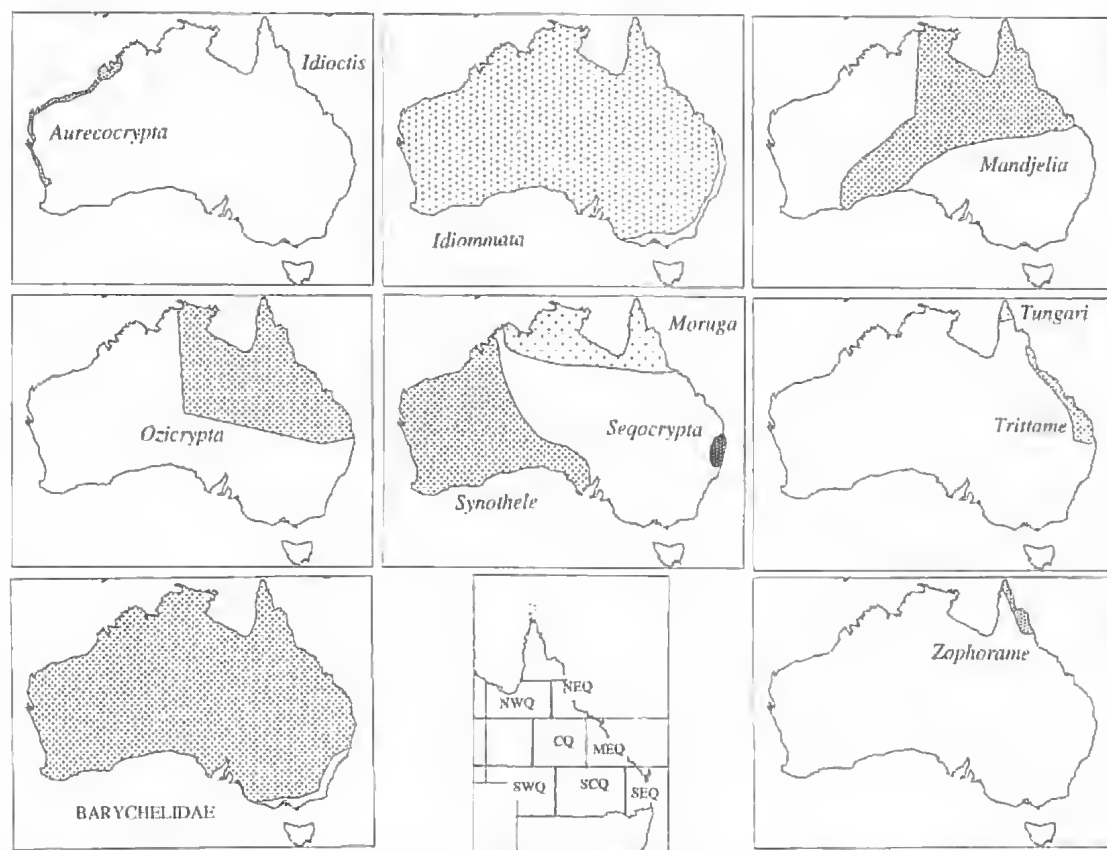 Idioctis
Aurecocrypta
Idiommata
Mandjelia
Ozicrypta
Moruga
Seqocrypta
Synothele
Tungari
Trittame
BARYCHELIDAE
NEQ
NWQ
CQ
MEQ
SWQ
SCQ
SEQ
Zophorame